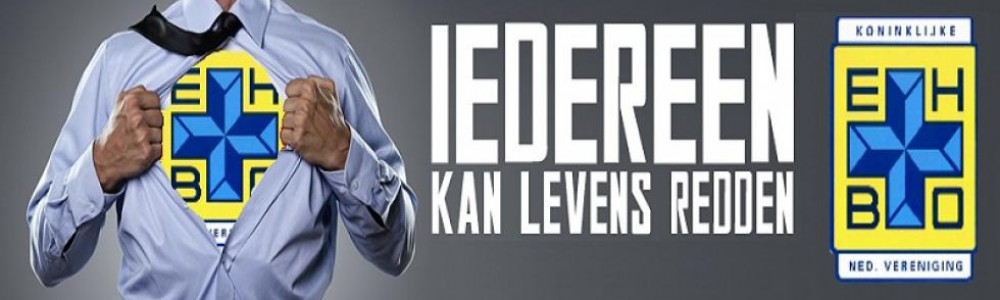 E H
B O
IEDEREEN
KAN LEVENS REDDEN
KONINKLIJKE
E H
B O
NED. VERENIGING